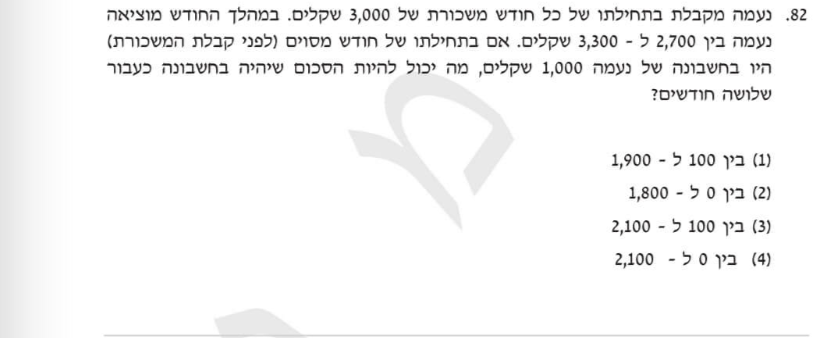 82. נעמה מקבלת בתחילתו של כל חודש משכורת של 3,000 שקלים. במהלך החודש מוציאה
נעמה בין 2,700 ל - 3,300 שקלים. אם בתחילתו של חודש מסוים (לפני קבלת המשכורת)
היו בחשבונה של נעמה 1,000 שקלים, מה יכול להיות הסכום שיהיה בחשבונה כעבור
שלושה חודשים?
(1) בין 100 ל - 1,900
(2) בין 0 ל - 1,800
(3) בין 100 ל - 2,100
(4) בין 0 ל - 2,100